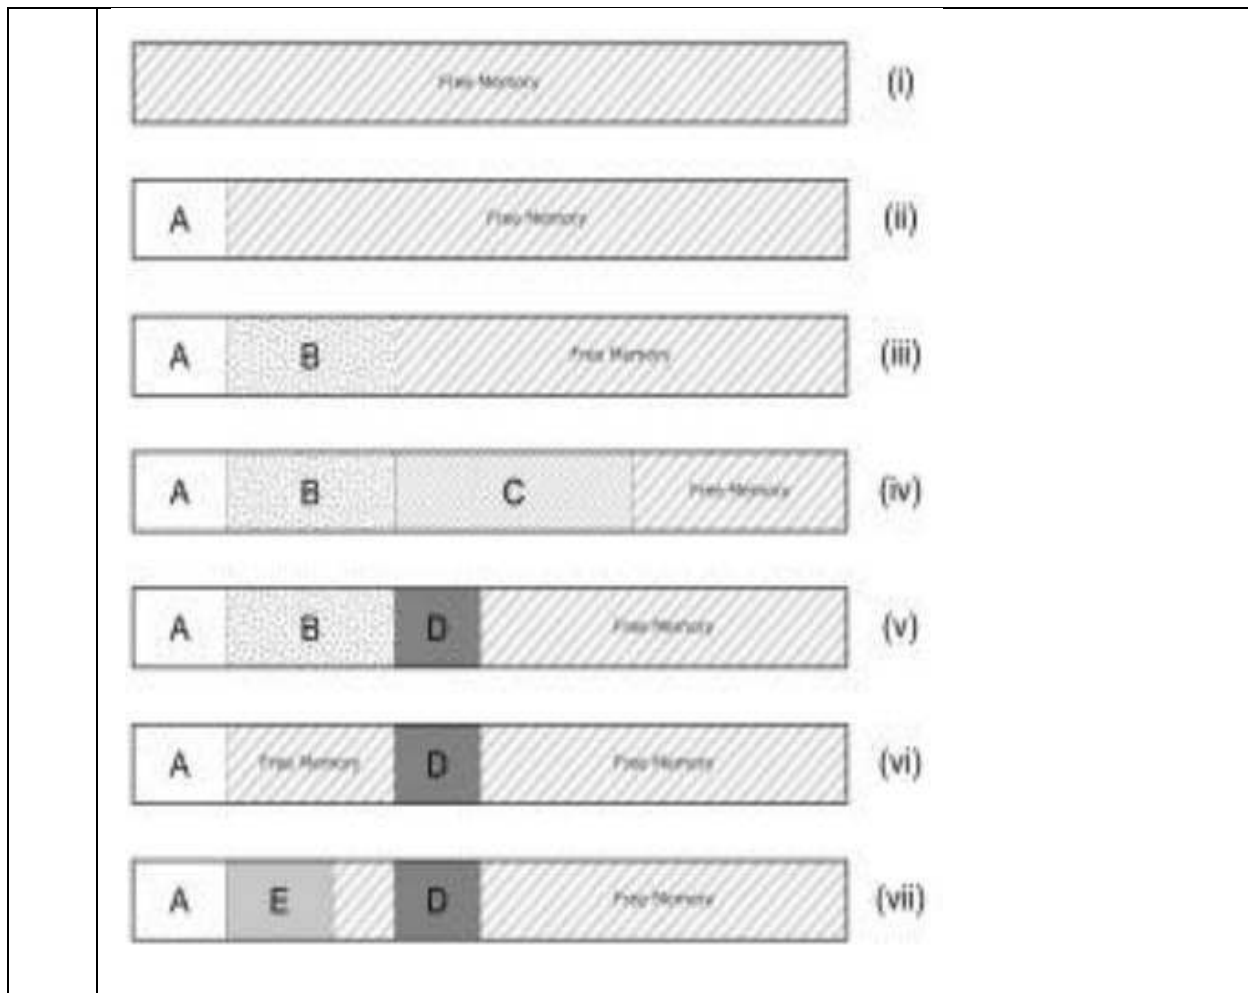 Free Memory (i)
A Free Memory (ii)
A B Free Memory (iii)
A B C Free Memory (iv)
A B D Free Memory (v)
A Free Memory D Free Memory (vi)
A E D Free Memory (vii)